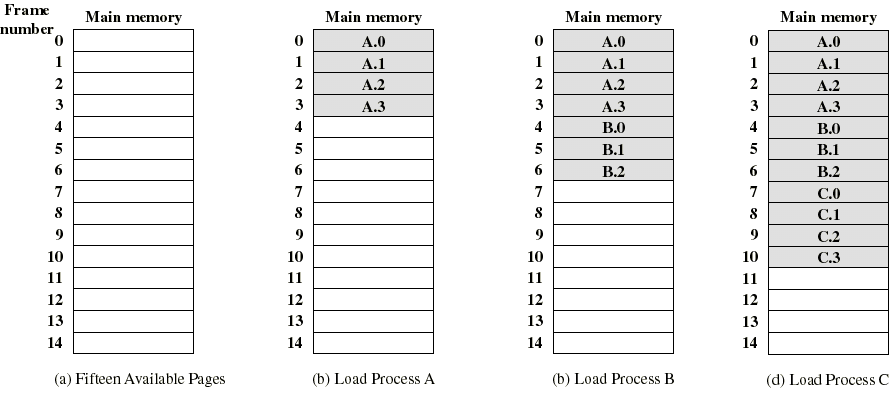 Frame
number
Main memory
0
1
2
3
4
5
6
7
8
9
10
11
12
13
14
(a) Fifteen Available Pages
Main memory
0 A.0
1 A.1
2 A.2
3 A.3
4
5
6
7
8
9
10
11
12
13
14
(b) Load Process A
Main memory
0 A.0
1 A.1
2 A.2
3 A.3
4 B.0
5 B.1
6 B.2
7
8
9
10
11
12
13
14
(b) Load Process B
Main memory
0 A.0
1 A.1
2 A.2
3 A.3
4 B.0
5 B.1
6 B.2
7 C.0
8 C.1
9 C.2
10 C.3
11
12
13
14
(d) Load Process C